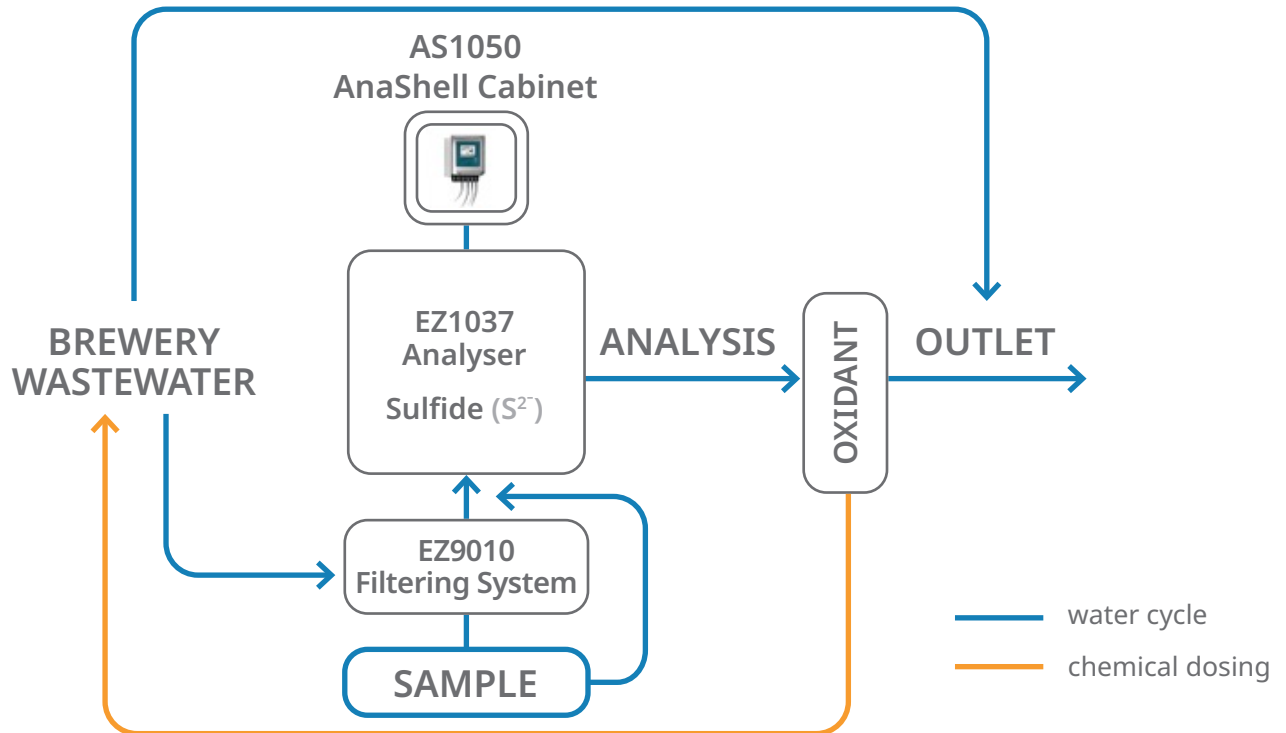 AS1050
AnaShell Cabinet
EZ1037
Analyser
Sulfide (S²⁻)
BREWERY
WASTEWATER
ANALYSIS
OXIDANT
OUTLET
EZ9010
Filtering System
SAMPLE
water cycle
chemical dosing